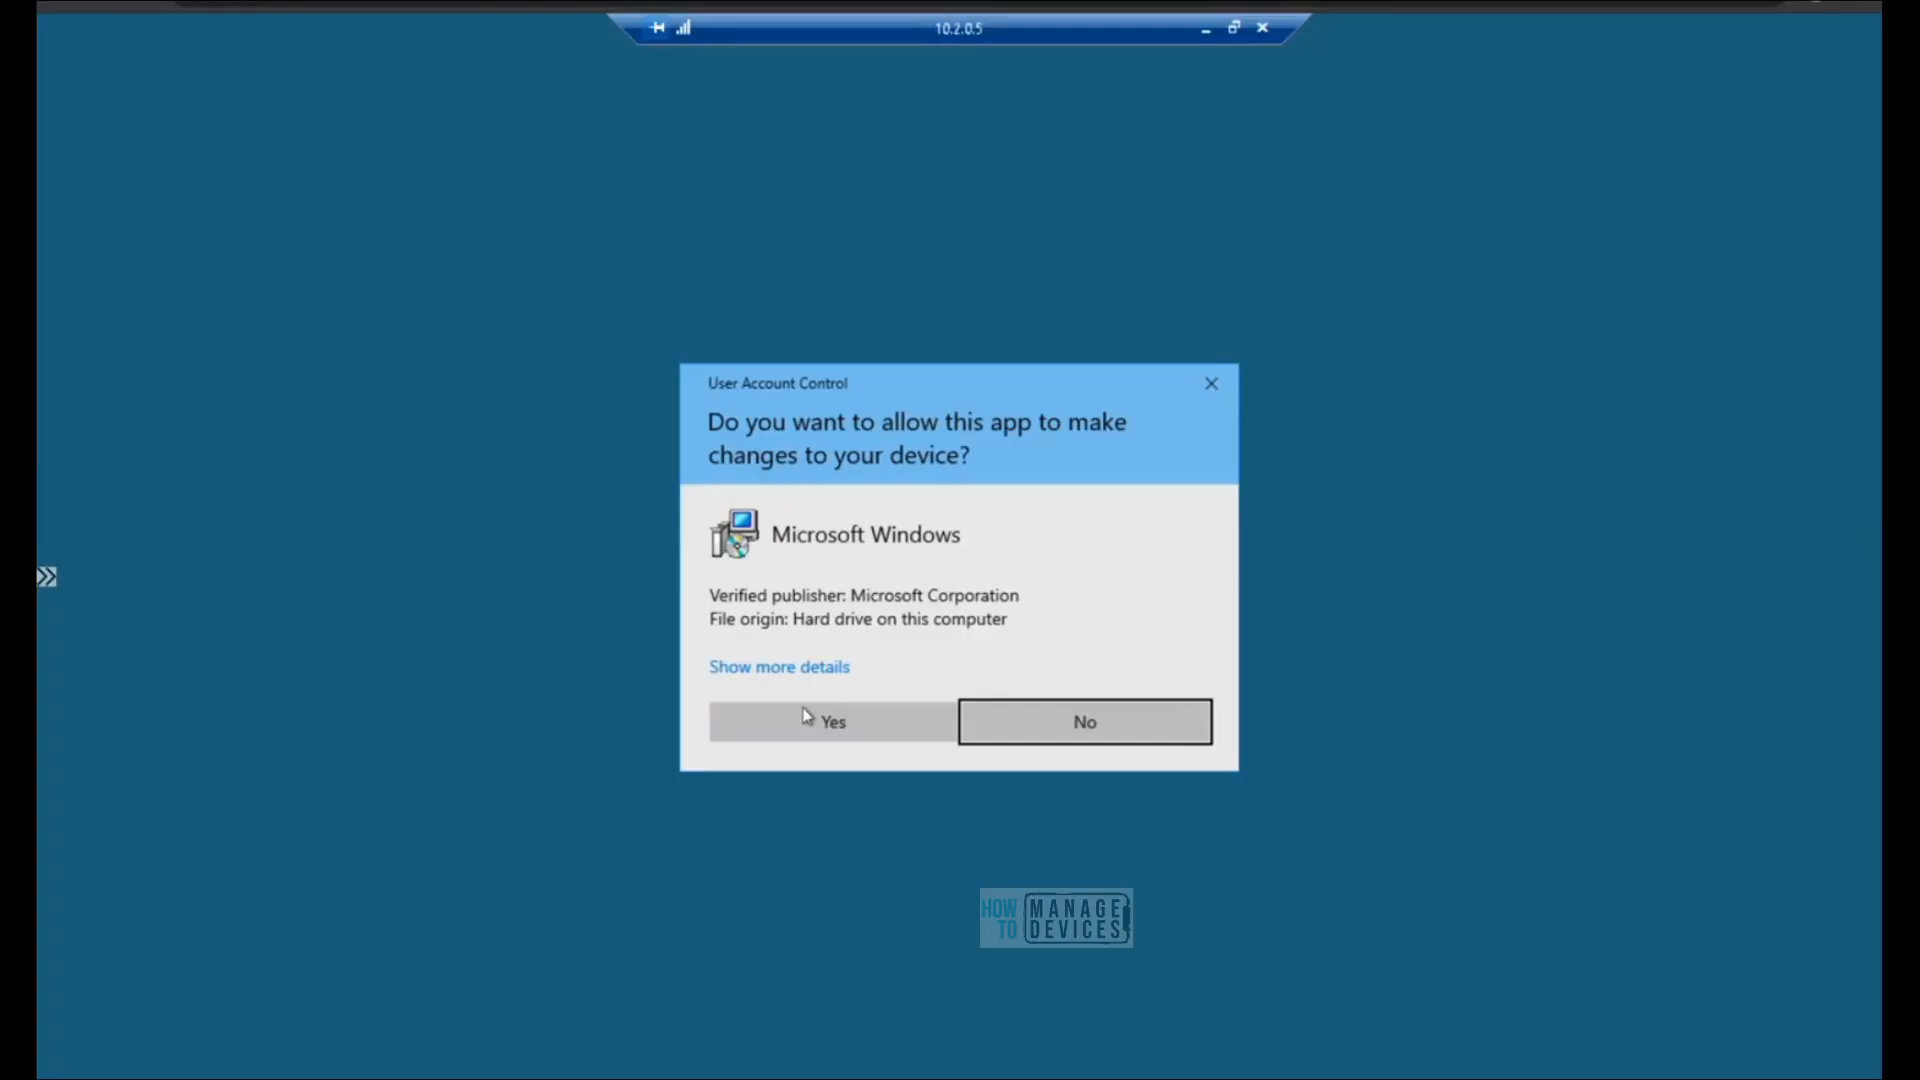 10.2.0.5
User Account Control
Do you want to allow this app to make
changes to your device?
Microsoft Windows
Verified publisher: Microsoft Corporation
File origin: Hard drive on this computer
Show more details
Yes
No
HOW TO
MANAGE
DEVICES